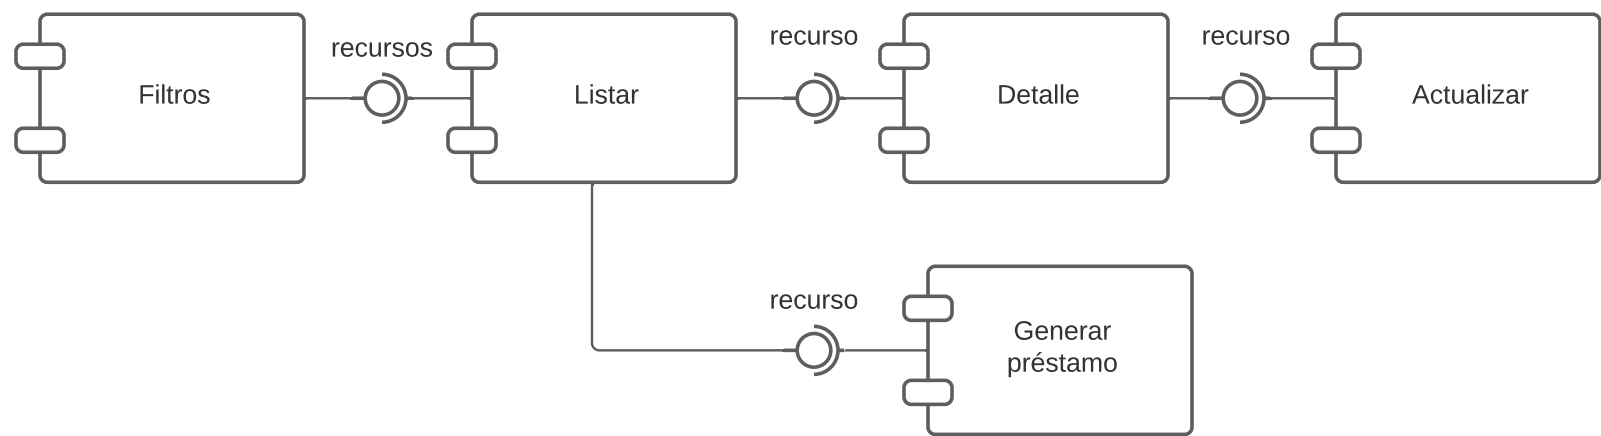 recursos
recurso
recurso
Filtros
Listar
Detalle
Actualizar
recurso
Generar
préstamo